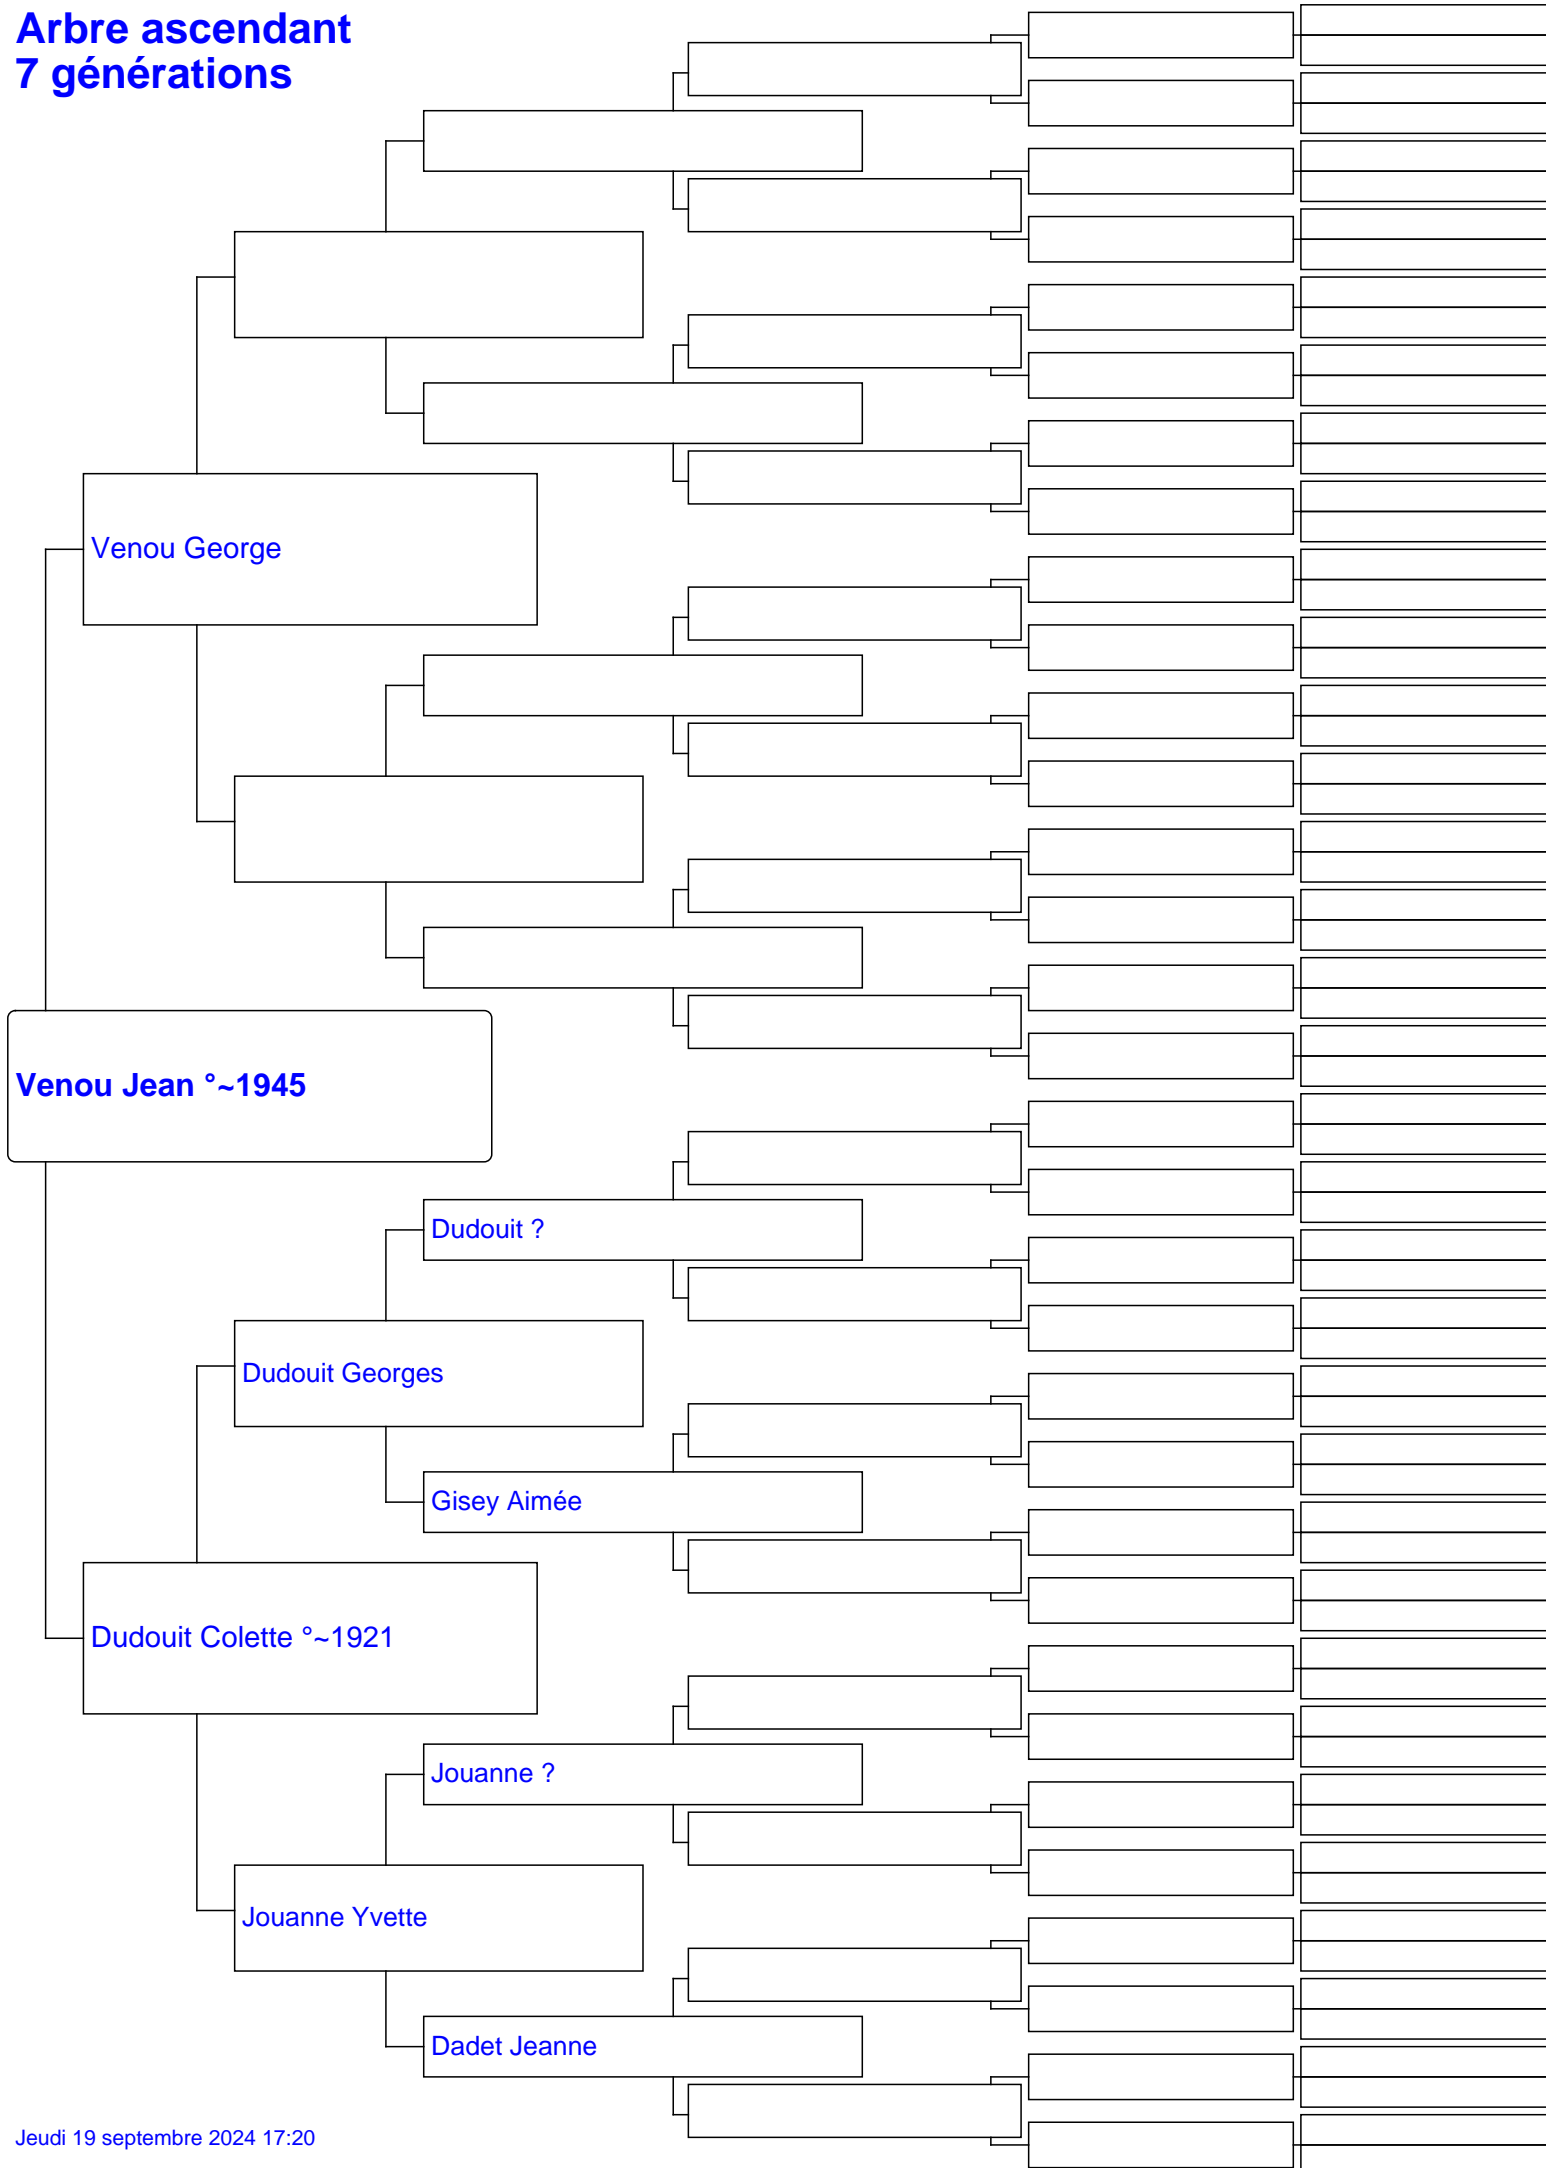 Arbre ascendant
7 générations
Venou George
Venou Jean °~1945
Dudouit ?
Dudouit Georges
Gisey Aimée
Dudouit Colette °~1921
Jouanne ?
Jouanne Yvette
Dadet Jeanne
Jeudi 19 septembre 2024 17:20